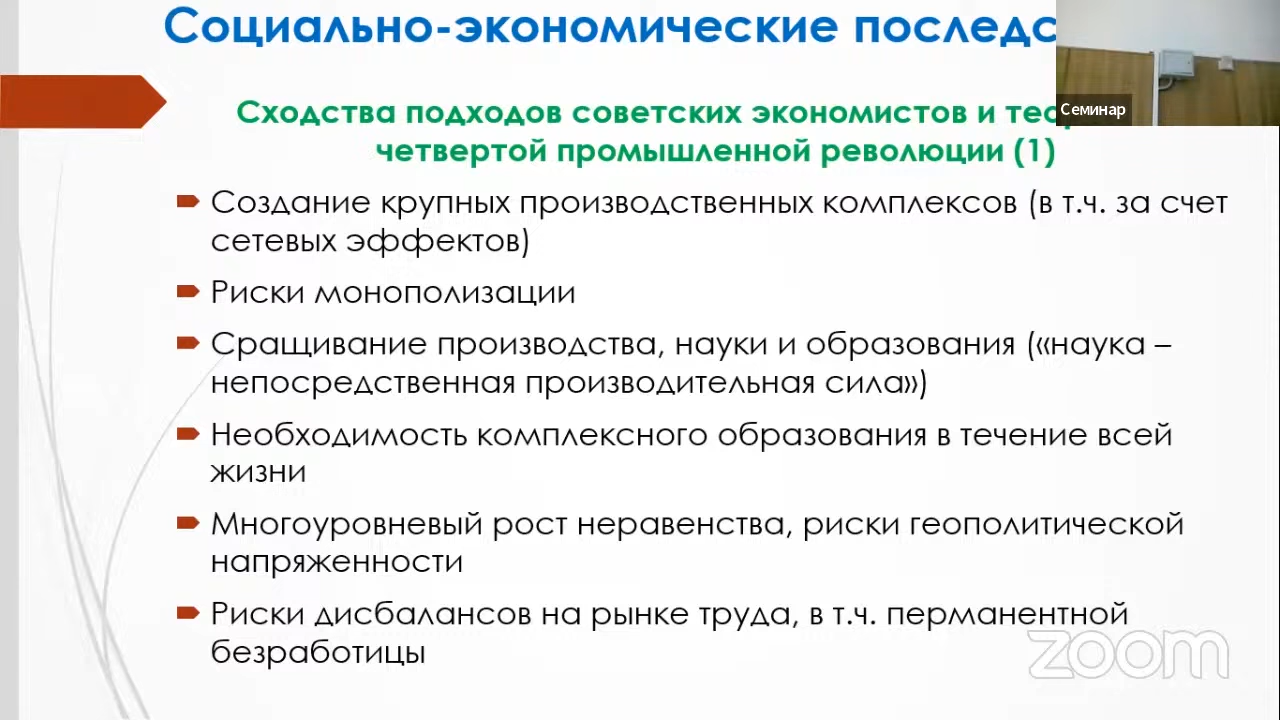 Социально-экономические
Семинар
Сходства подходов советских экономистов и
четвертой промышленной революции (1)
Создание крупных производственных комплексов (в т.ч. за счет
сетевых эффектов)
Риски монополизации
Сращивание производства, науки и образования («наука –
непосредственная производительная сила»)
Необходимость комплексного образования в течение всей
жизни
Многоуровневый рост неравенства, риски геополитической
напряженности
Риски дисбалансов на рынке труда, в т.ч. перманентной
безработицы
zoom